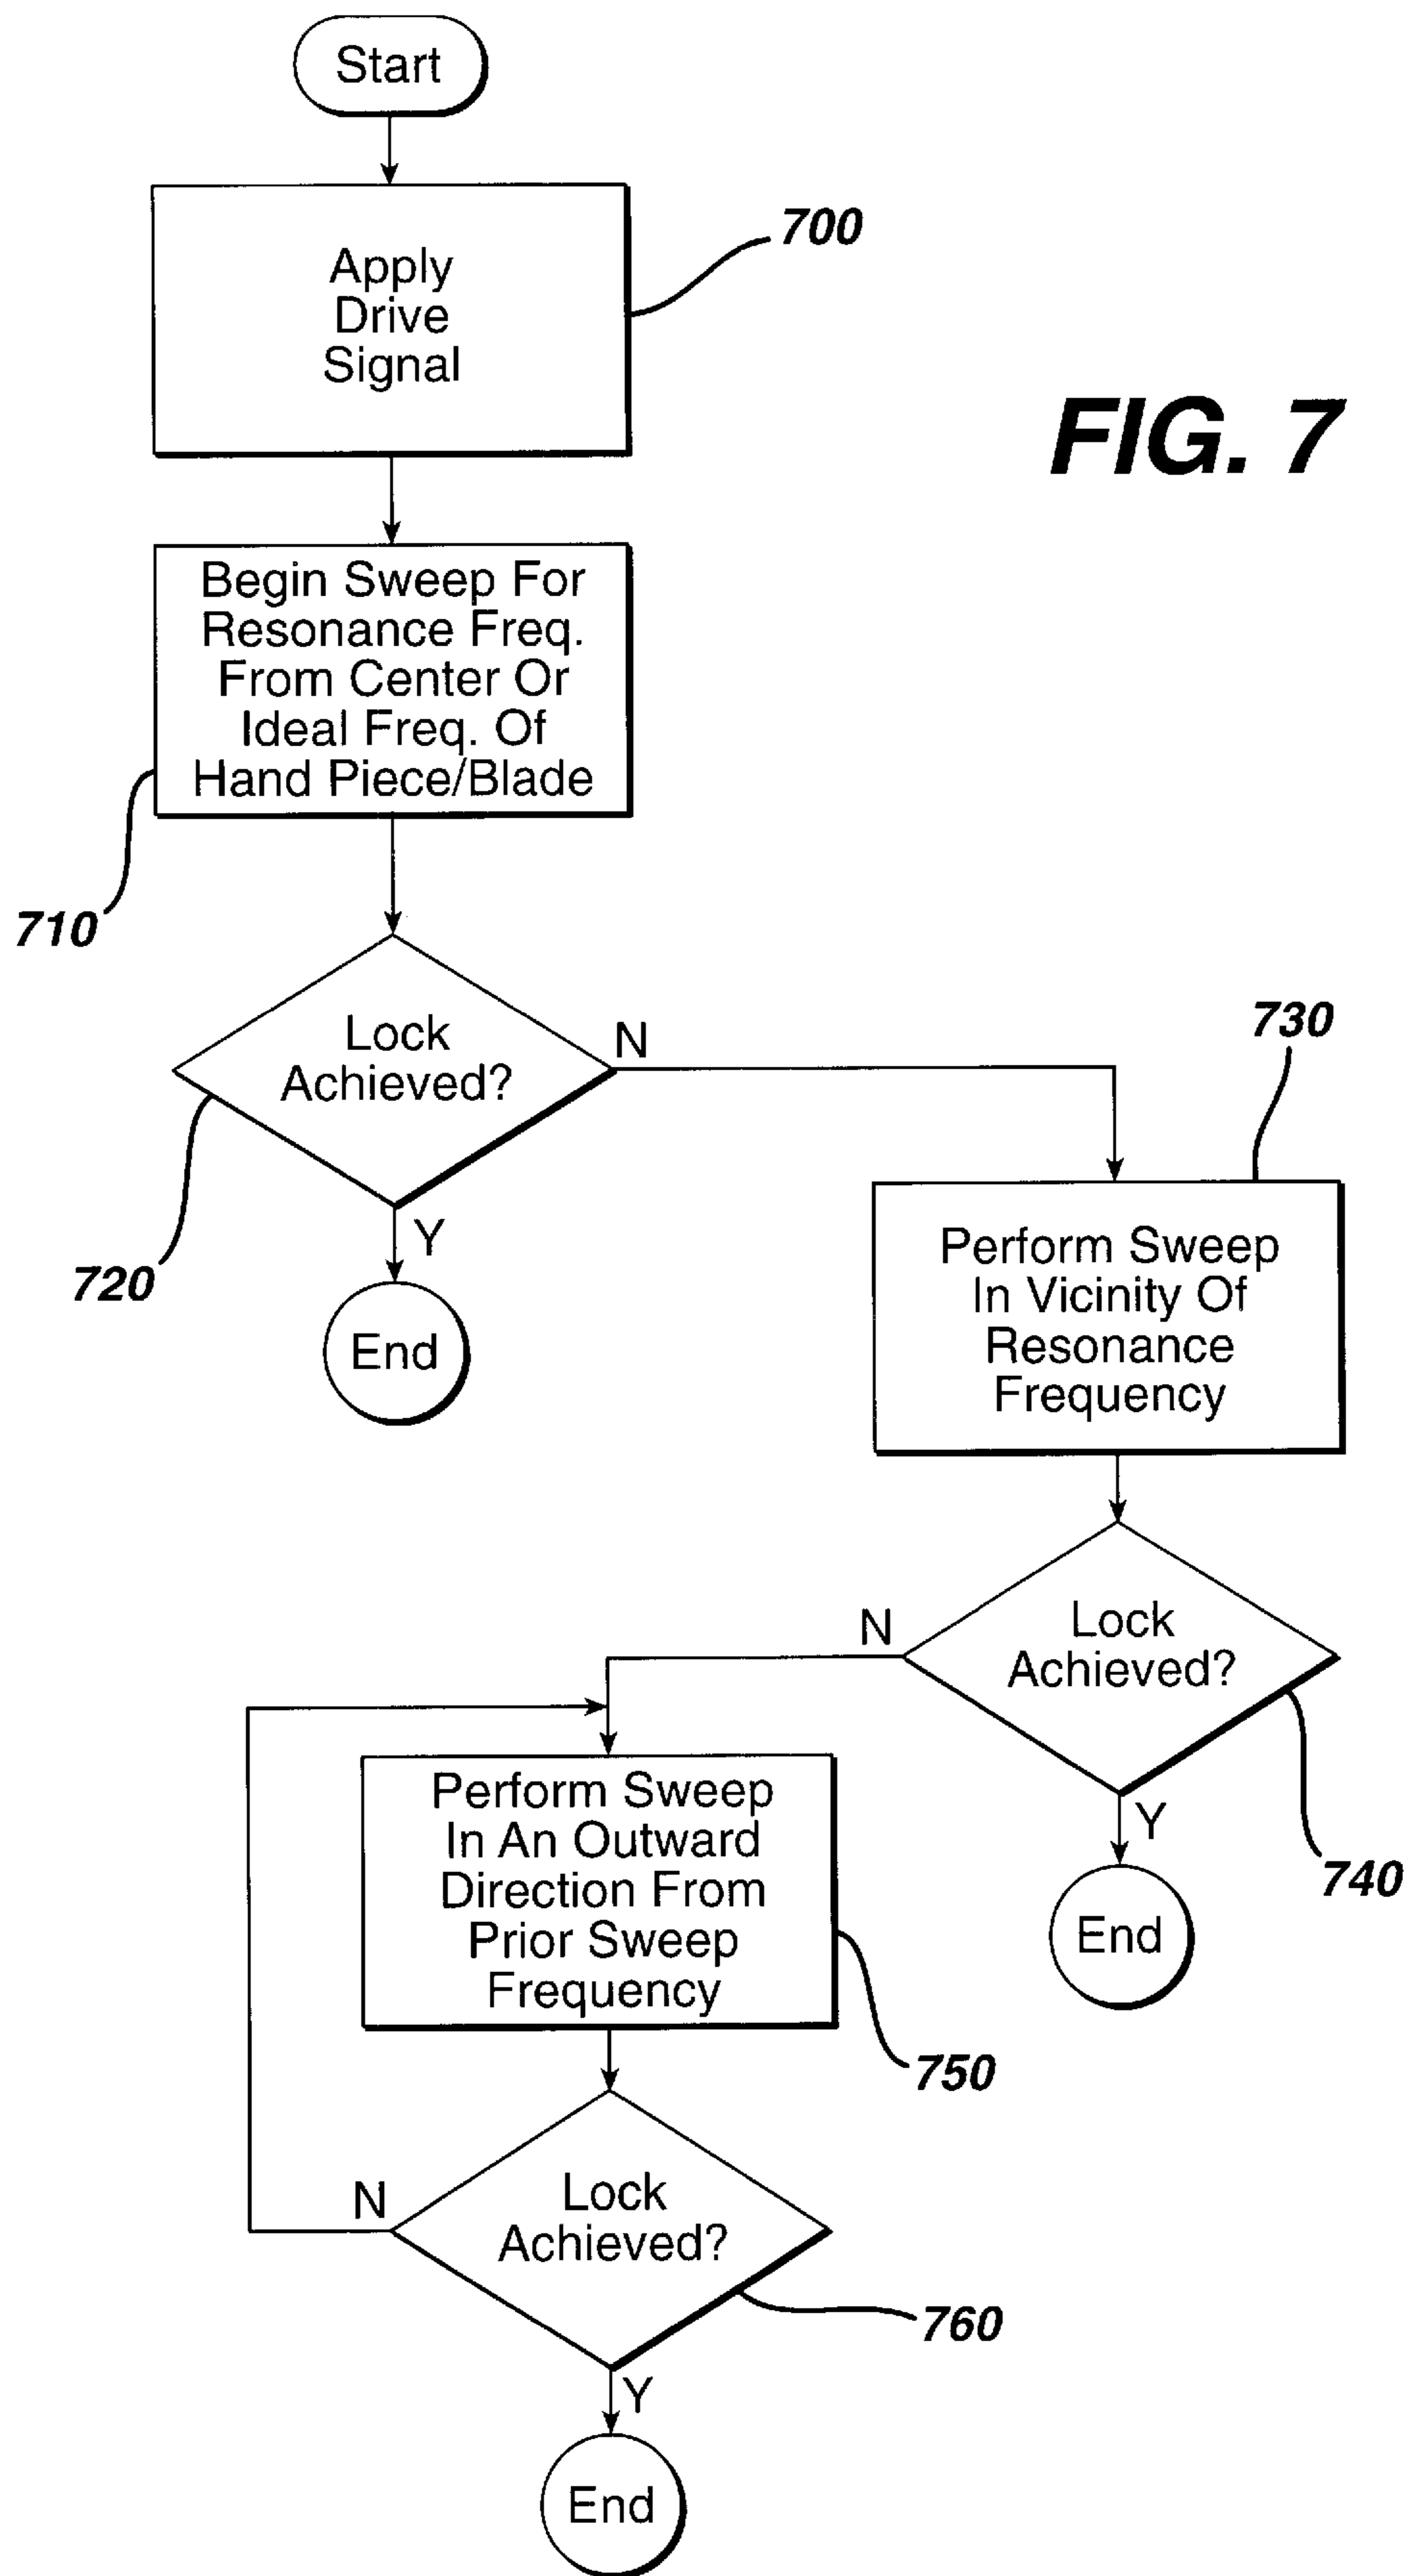 Start
Apply
Drive
Signal
700
FIG. 7
Begin Sweep For
Resonance Freq.
From Center Or
Ideal Freq. Of
Hand Piece/Blade
710
Lock
Achieved?
N
Y
720
End
730
Perform Sweep
In Vicinity Of
Resonance
Frequency
Lock
Achieved?
N
Y
740
End
Perform Sweep
In An Outward
Direction From
Prior Sweep
Frequency
750
Lock
Achieved?
N
Y
760
End